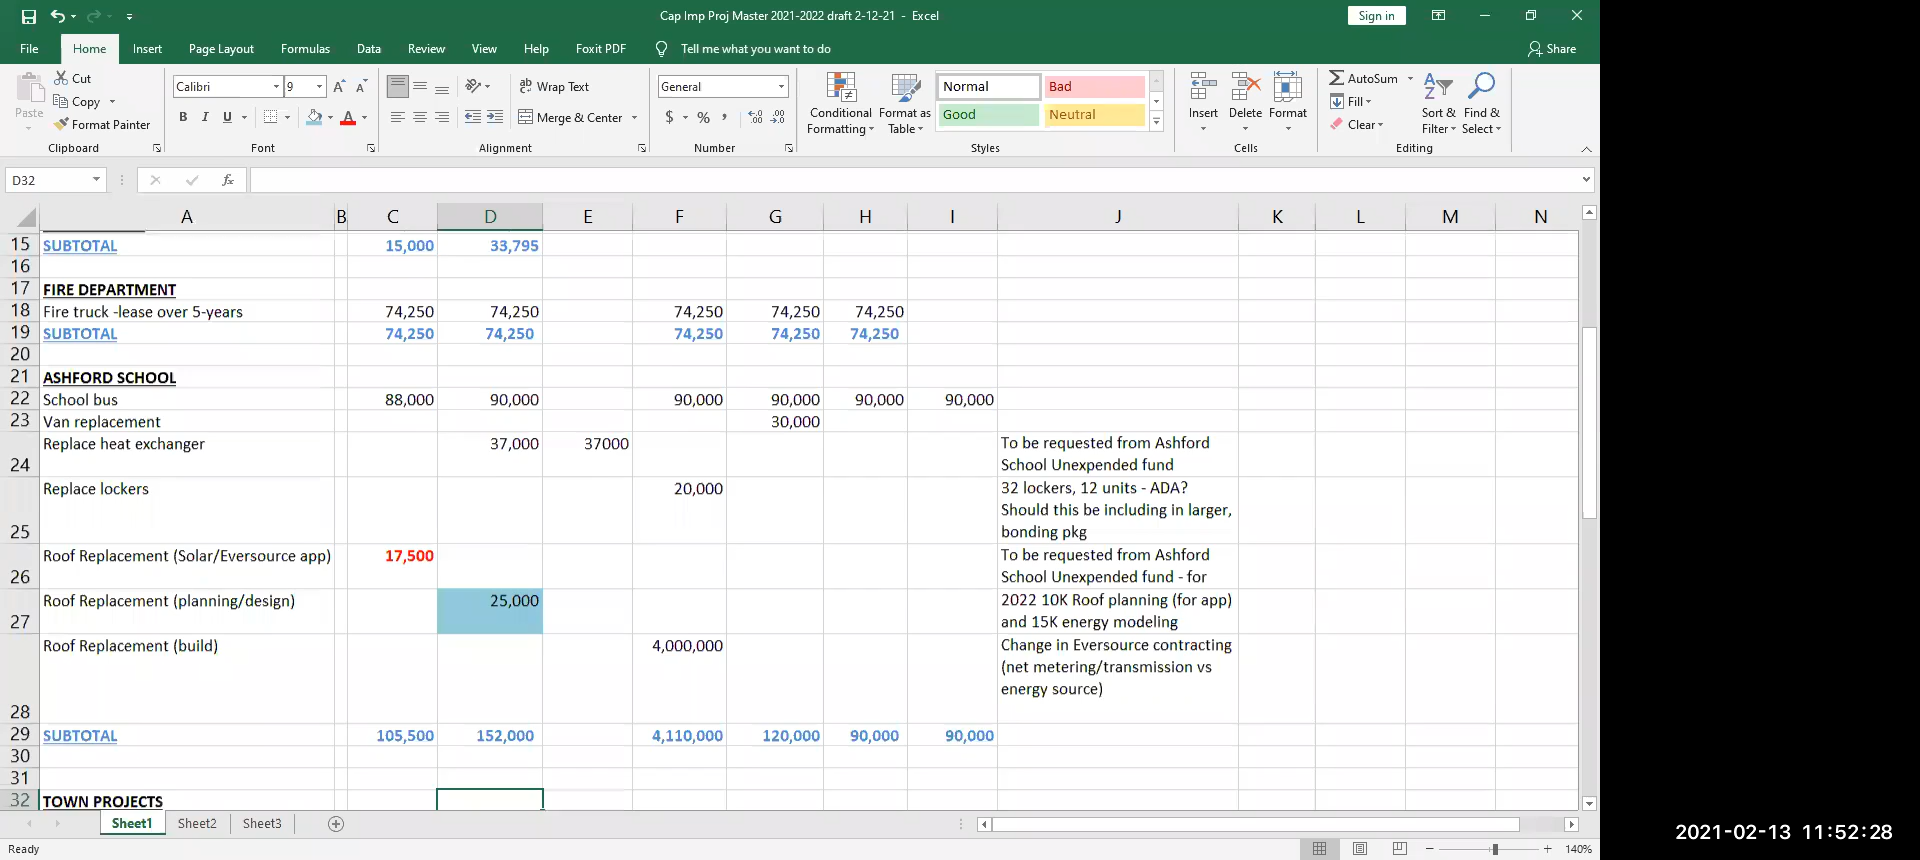 Cap Imp Proj Master 2021-2022 draft 2-12-21 - Excel
Sign in
File Home Insert Page Layout Formulas Data Review View Help Foxit PDF Tell me what you want to do Share
Paste
Cut
Copy
Format Painter
Clipboard
Calibri 9 A A
B I U A
Font
ab Wrap Text
Merge & Center
Alignment
General
$ % , .00 .0
Number
Conditional Formatting
Format as Table
Normal Bad
Good Neutral
Styles
Insert Delete Format
Cells
AutoSum
Fill
Clear
Sort & Filter
Find & Select
Editing
D32 fx
A B C D E F G H I J K L M N
15 SUBTOTAL 15,000 33,795
16
17 FIRE DEPARTMENT
18 Fire truck -lease over 5-years 74,250 74,250 74,250 74,250 74,250
19 SUBTOTAL 74,250 74,250 74,250 74,250 74,250
20
21 ASHFORD SCHOOL
22 School bus 88,000 90,000 90,000 90,000 90,000 90,000
23 Van replacement 30,000
24 Replace heat exchanger 37,000 37000 To be requested from Ashford
School Unexpended fund
25 Replace lockers 20,000 32 lockers, 12 units - ADA?
Should this be including in larger,
bonding pkg
26 Roof Replacement (Solar/Eversource app) 17,500 To be requested from Ashford
School Unexpended fund - for
27 Roof Replacement (planning/design) 25,000 2022 10K Roof planning (for app)
and 15K energy modeling
28 Roof Replacement (build) 4,000,000 Change in Eversource contracting
(net metering/transmission vs
energy source)
29 SUBTOTAL 105,500 152,000 4,110,000 120,000 90,000 90,000
30
31
32 TOWN PROJECTS
Sheet1 Sheet2 Sheet3
Ready 140%
2021-02-13 11:52:28